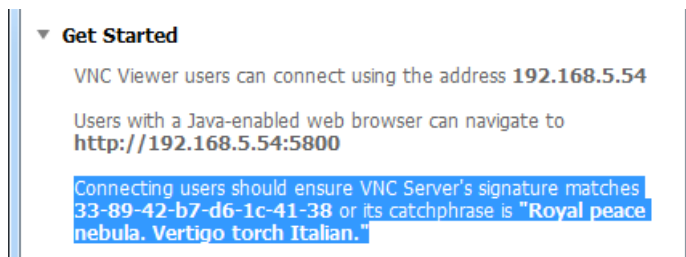 Get Started
VNC Viewer users can connect using the address 192.168.5.54
Users with a Java-enabled web browser can navigate to
http://192.168.5.54:5800
Connecting users should ensure VNC Server's signature matches
33-89-42-b7-d6-1c-41-38 or its catchphrase is "Royal peace
nebula. Vertigo torch Italian."